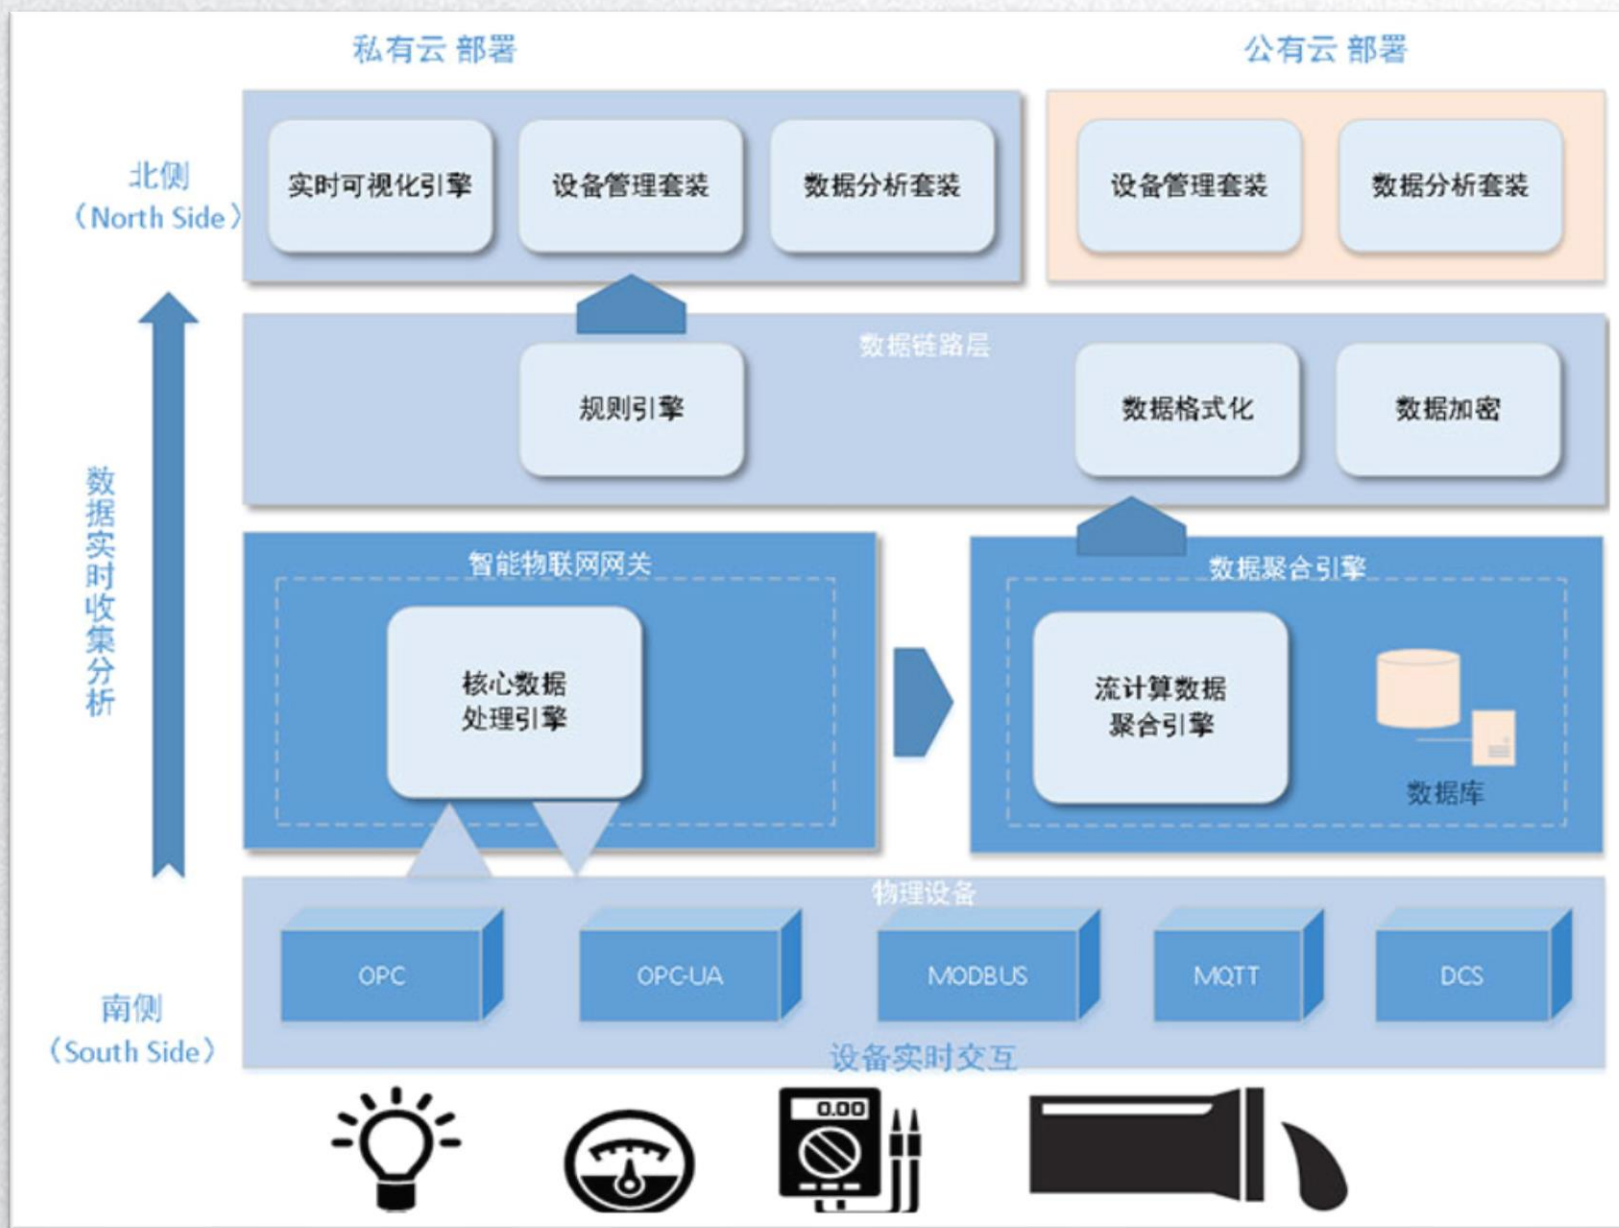 私有云 部署
公有云 部署
北侧
（North Side）
实时可视化引擎
设备管理套装
数据分析套装
设备管理套装
数据分析套装
数据链路层
规则引擎
数据格式化
数据加密
数据实时收集分析
智能物联网网关
核心数据
处理引擎
数据聚合引擎
流计算数据
聚合引擎
数据库
物理设备
OPC
OPC-UA
MODBUS
MQTT
DCS
南侧
（South Side）
设备实时交互
0.00